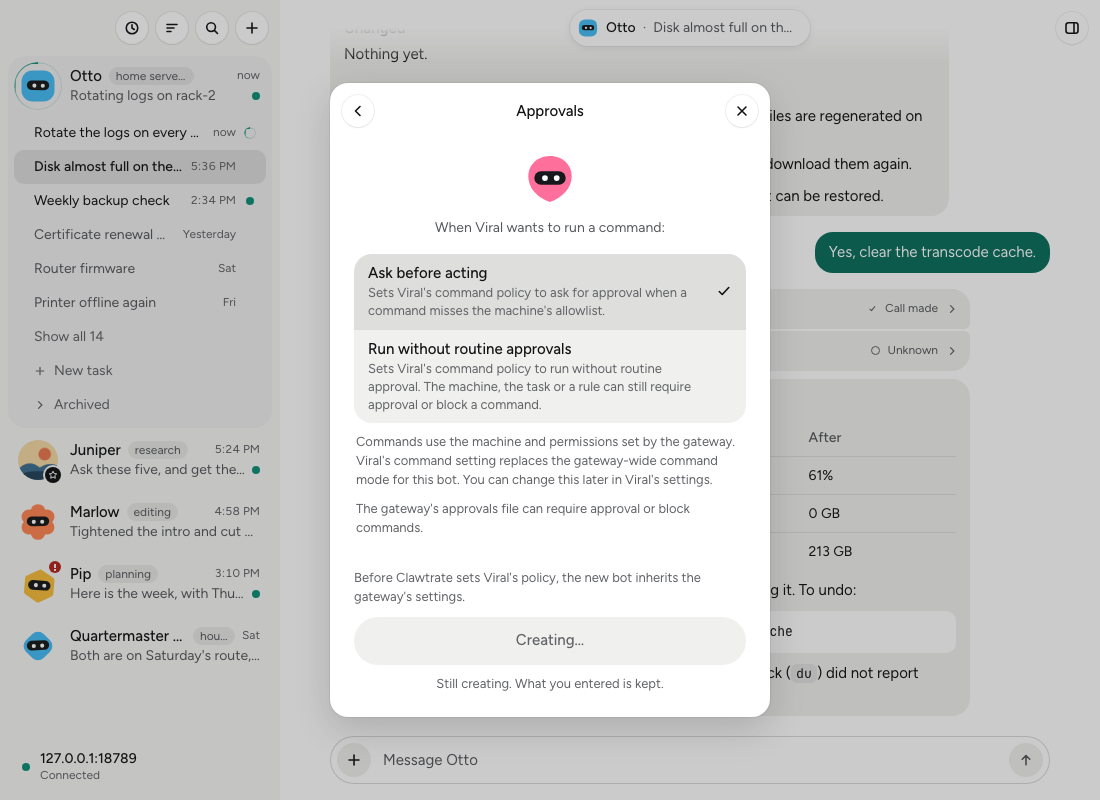 Otto
home serve...
now
Rotating logs on rack-2
Rotate the logs on every ...
now
Disk almost full on the...
5:36 PM
Weekly backup check
2:34 PM
Certificate renewal ...
Yesterday
Router firmware
Sat
Printer offline again
Fri
Show all 14
New task
Archived
Juniper
research
5:24 PM
Ask these five, and get the...
Marlow
editing
4:58 PM
Tightened the intro and cut ...
Pip
planning
3:10 PM
Here is the week, with Thu...
Quartermaster ...
hou...
Sat
Both are on Saturday's route,...
127.0.0.1:18789
Connected
Otto · Disk almost full on th...
Changed
Nothing yet.
iles are regenerated on
download them again.
t can be restored.
Yes, clear the transcode cache.
Call made
Unknown
After
61%
0 GB
213 GB
g it. To undo:
che
ck ( du ) did not report
Message Otto
Approvals
When Viral wants to run a command:
Ask before acting
Sets Viral's command policy to ask for approval when a
command misses the machine's allowlist.
Run without routine approvals
Sets Viral's command policy to run without routine
approval. The machine, the task or a rule can still require
approval or block a command.
Commands use the machine and permissions set by the gateway.
Viral's command setting replaces the gateway-wide command
mode for this bot. You can change this later in Viral's settings.
The gateway's approvals file can require approval or block
commands.
Before Clawtrate sets Viral's policy, the new bot inherits the
gateway's settings.
Creating...
Still creating. What you entered is kept.